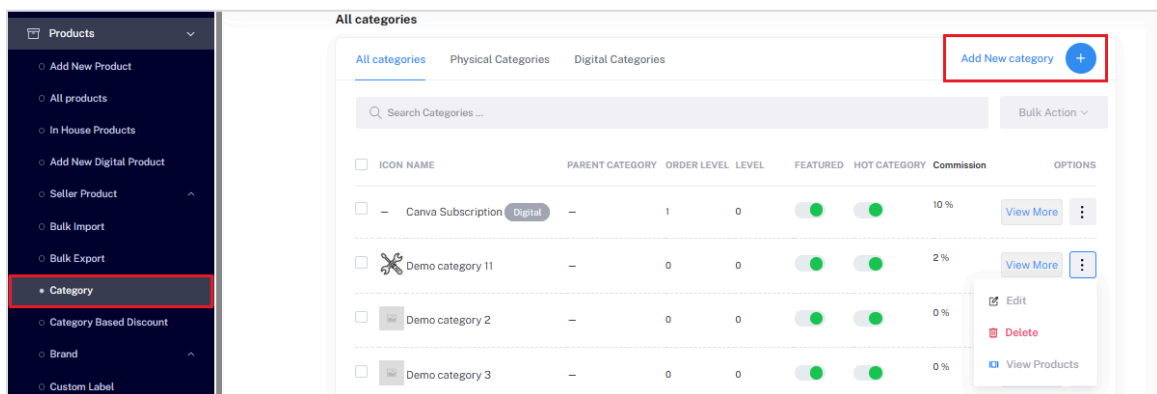 Products
Add New Product
All products
In House Products
Add New Digital Product
Seller Product
Bulk Import
Bulk Export
Category
Category Based Discount
Brand
Custom Label
All categories
All categories Physical Categories Digital Categories Add New category +
Search Categories ... Bulk Action
ICON NAME PARENT CATEGORY ORDER LEVEL LEVEL FEATURED HOT CATEGORY Commission OPTIONS
– Canva Subscription Digital – 1 0 10 % View More
Demo category 11 – 0 0 2 % View More
Edit
Demo category 2 – 0 0 0 %
Delete
View Products
Demo category 3 – 0 0 0 %